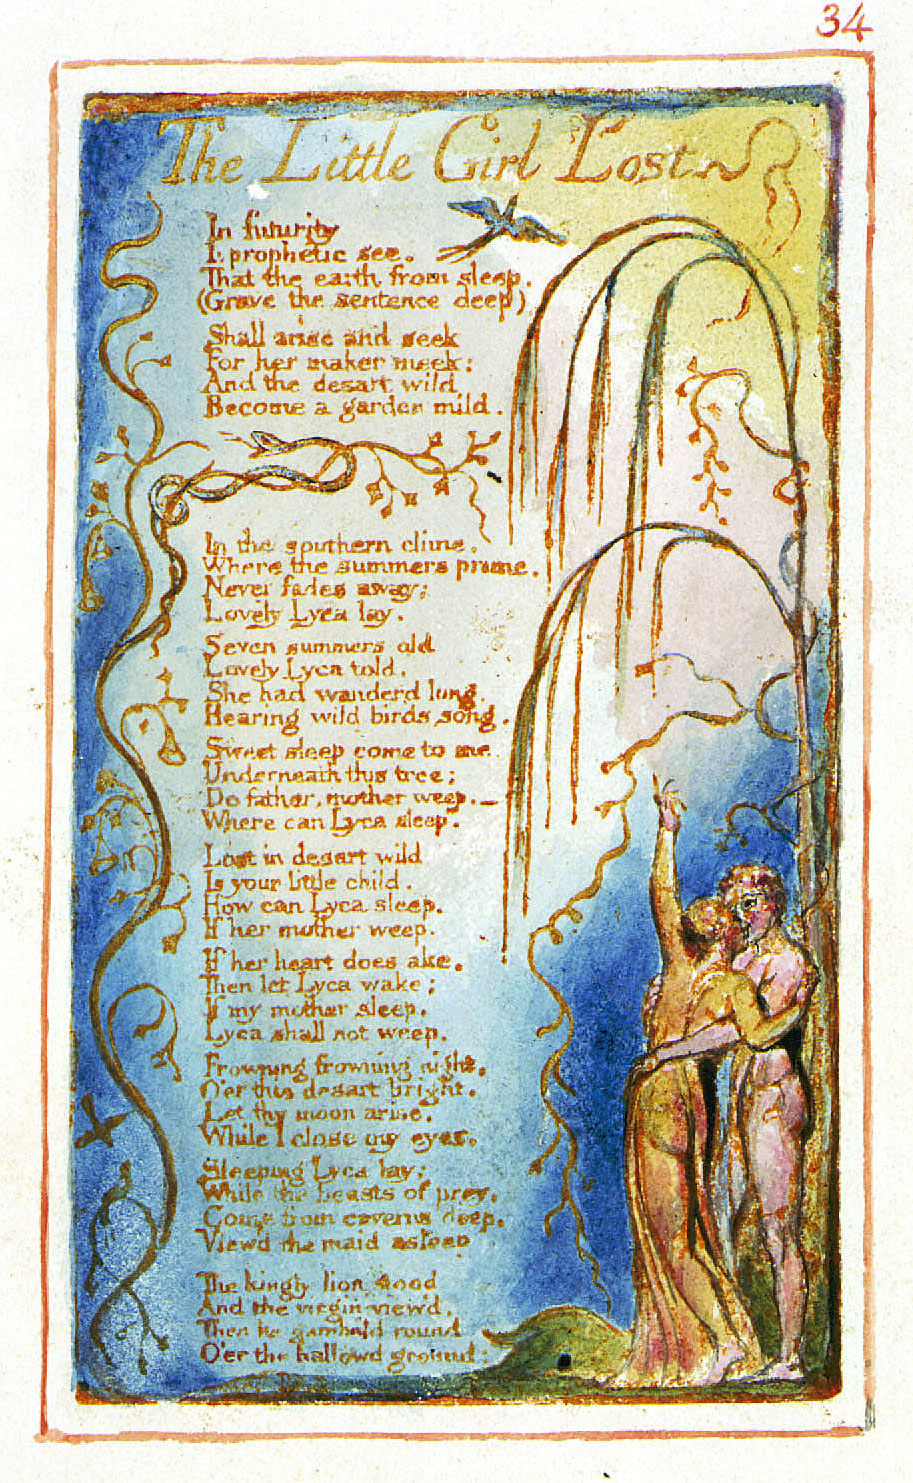 34
The Little Girl Lost
In futurity
I prophetic see.
That the earth from sleep.
(Grave the sentence deep)
Shall arise and seek
For her maker meek:
And the desart wild
Become a garden mild.
In the southern clime,
Where the summers prime.
Never fades away;
Lovely Lyca lay.
Seven summers old
Lovely Lyca told,
She had wanderd long.
Hearing wild birds song.
Sweet sleep come to me
Underneath this tree;
Do father, mother weep.—
Where can Lyca sleep.
Lost in desart wild
Is your little child.
How can Lyca sleep.
If her mother weep.
If her heart does ake.
Then let Lyca wake;
If my mother sleep.
Lyca shall not weep.
Frowning frowning night,
O'er this desart bright.
Let thy moon arise.
While I close my eyes.
Sleeping Lyca lay;
While the beasts of prey,
Come from caverns deep,
View'd the maid asleep
The kingly lion stood
And the virgin view'd,
Then he gambold round
O'er the hallowd ground: